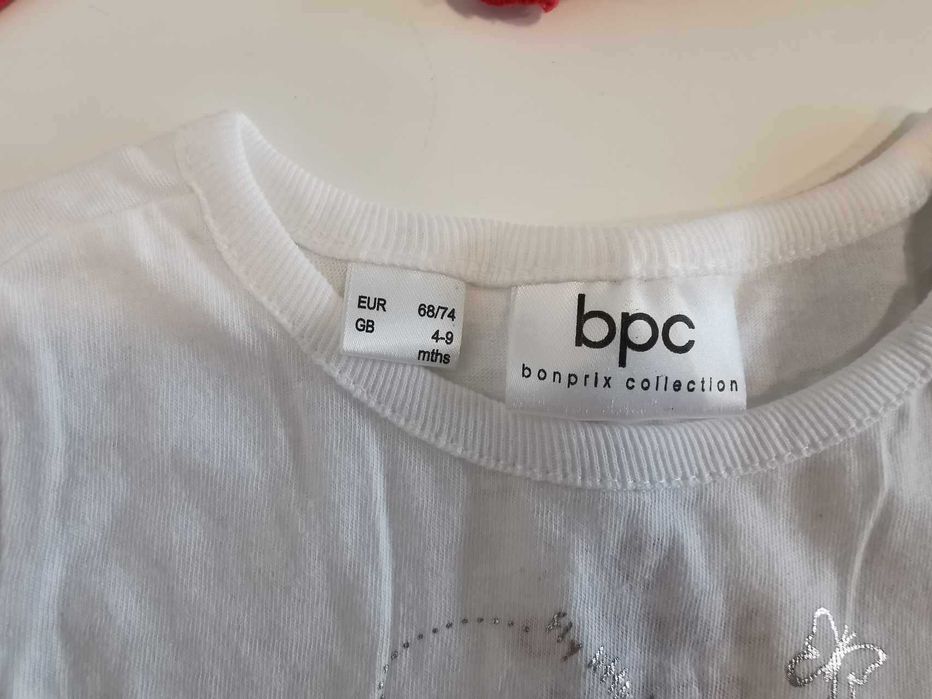 EUR 68/74
GB 4-9
mths
bpc
bonprix collection